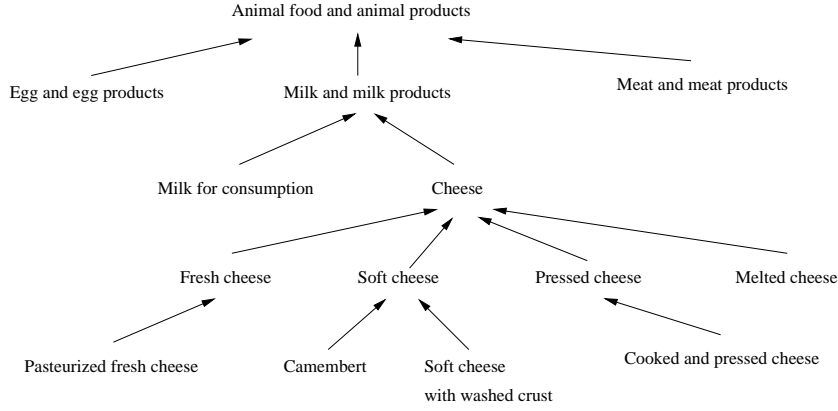 Animal food and animal products
Egg and egg products
Milk and milk products
Meat and meat products
Milk for consumption
Cheese
Fresh cheese
Soft cheese
Pressed cheese
Melted cheese
Pasteurized fresh cheese
Camembert
Soft cheese
with washed crust
Cooked and pressed cheese